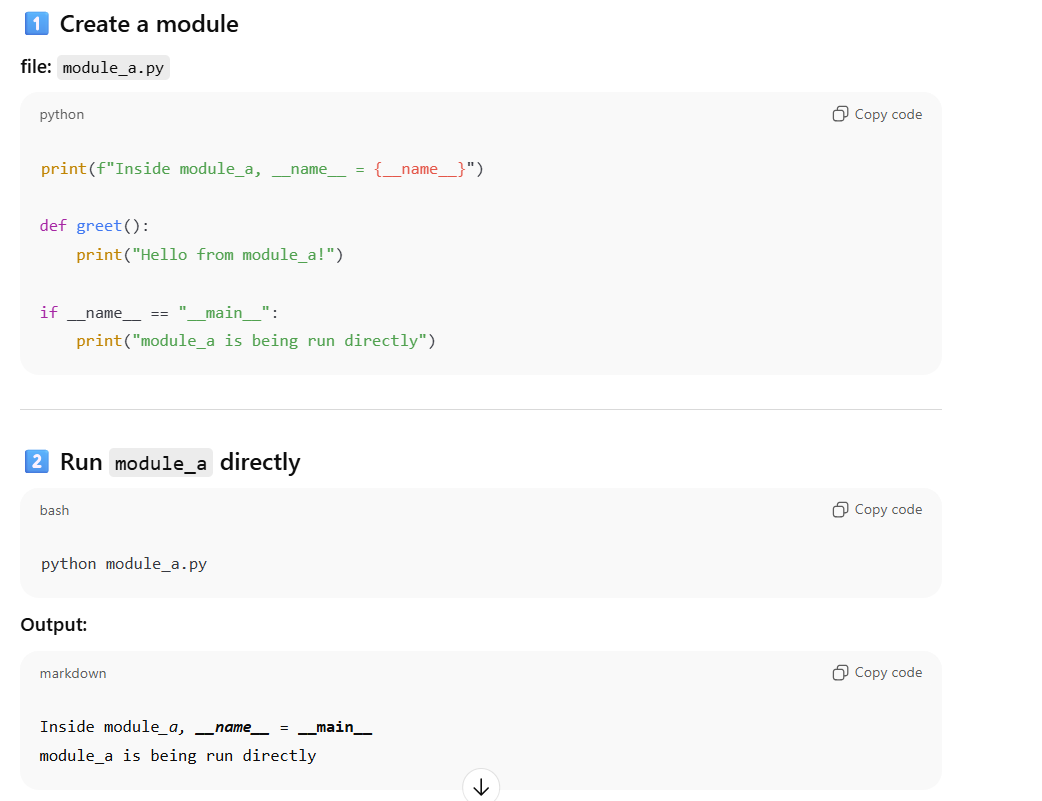 1 Create a module
file: module_a.py
python Copy code
print(f"Inside module_a, __name__ = {__name__}")
def greet():
    print("Hello from module_a!")
if __name__ == "__main__":
    print("module_a is being run directly")
2 Run module_a directly
bash Copy code
python module_a.py
Output:
markdown Copy code
Inside module_a, __name__ = __main__
module_a is being run directly